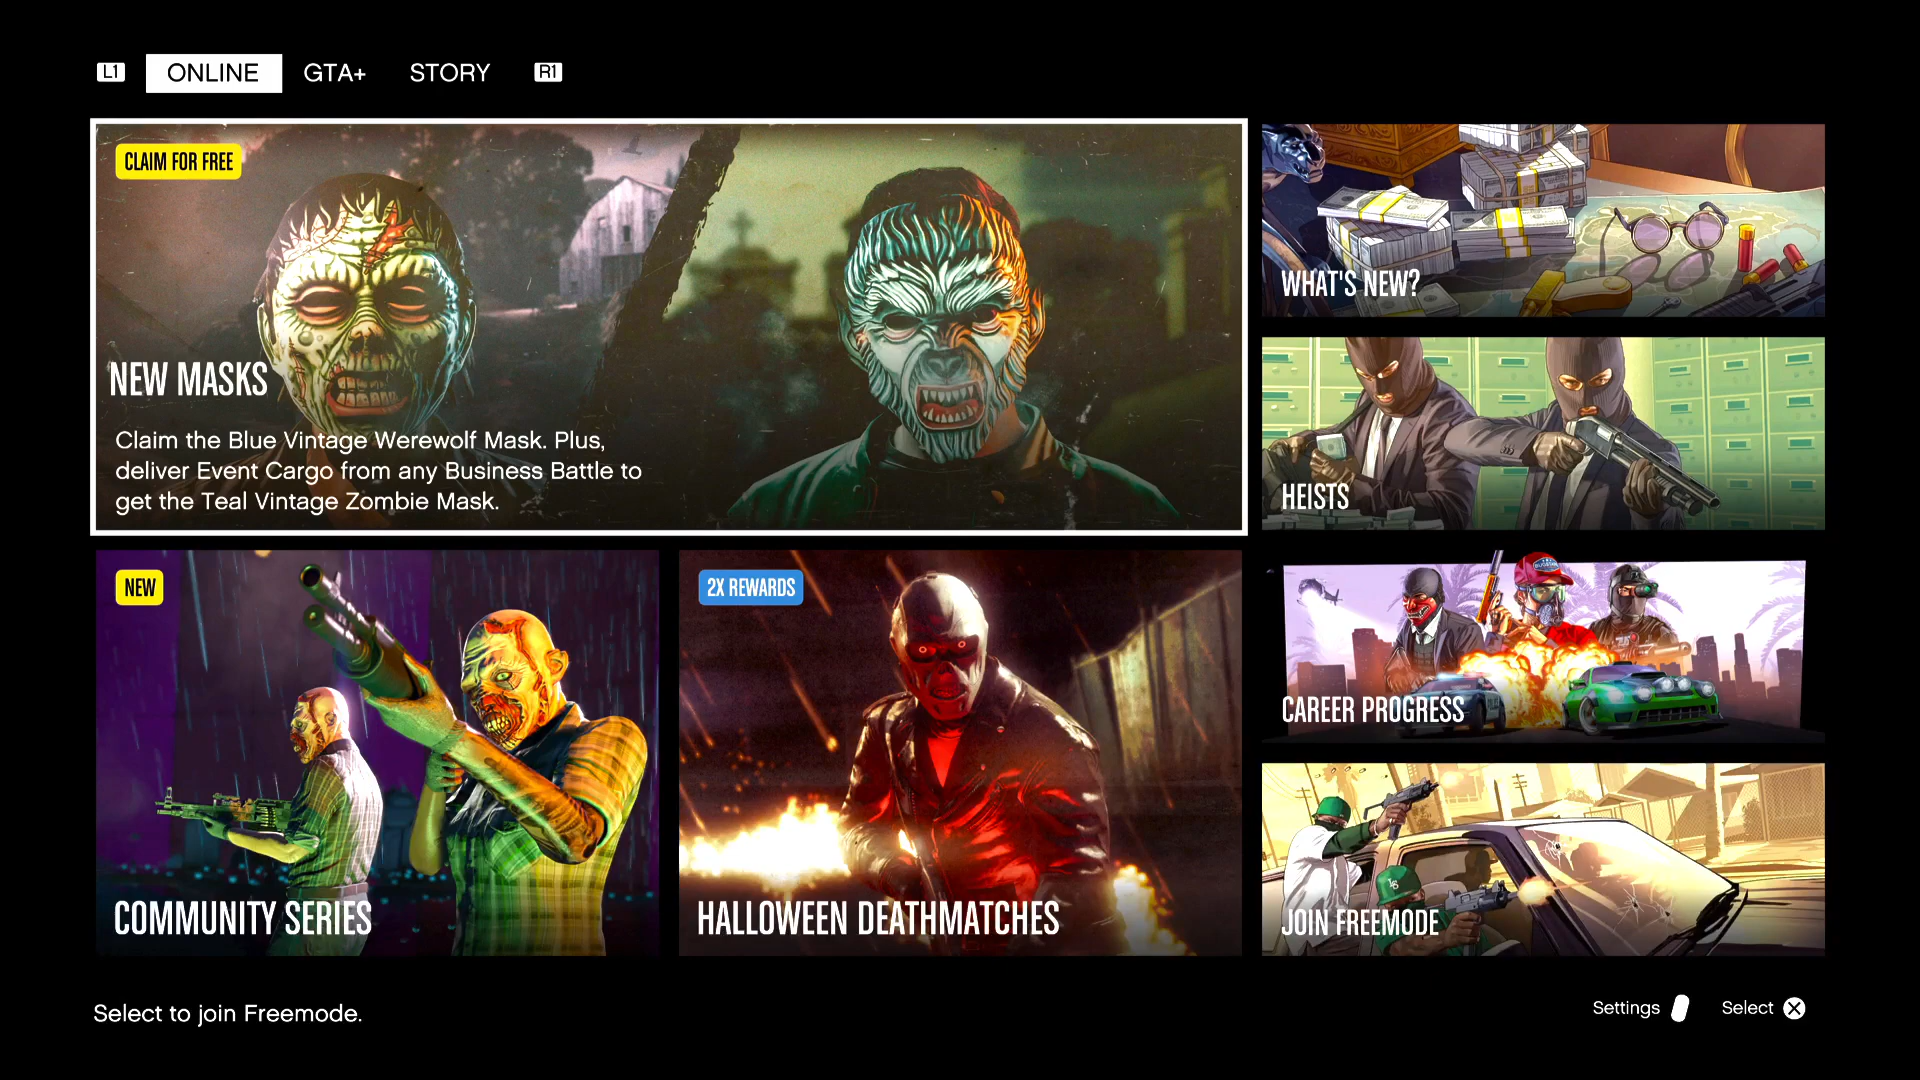 L1 ONLINE GTA+ STORY R1
CLAIM FOR FREE
NEW MASKS
Claim the Blue Vintage Werewolf Mask. Plus,
deliver Event Cargo from any Business Battle to
get the Teal Vintage Zombie Mask.
WHAT'S NEW?
HEISTS
NEW
COMMUNITY SERIES
2X REWARDS
HALLOWEEN DEATHMATCHES
CAREER PROGRESS
LS
JOIN FREEMODE
Select to join Freemode.
Settings Select